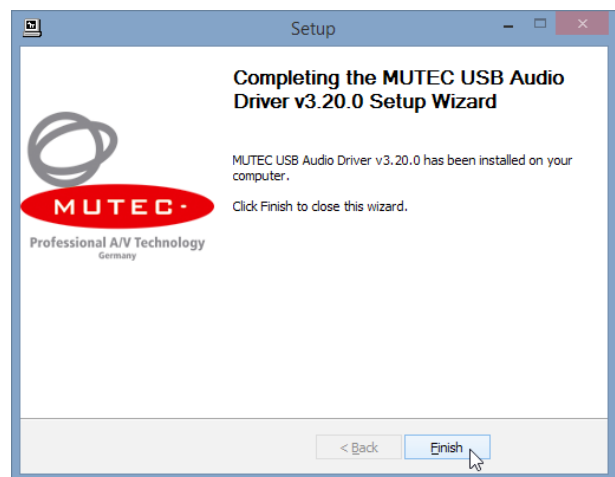 Setup
Completing the MUTEC USB Audio
Driver v3.20.0 Setup Wizard
MUTEC USB Audio Driver v3.20.0 has been installed on your
computer.
Click Finish to close this wizard.
MUTEC
Professional A/V Technology
Germany
< Back
Finish